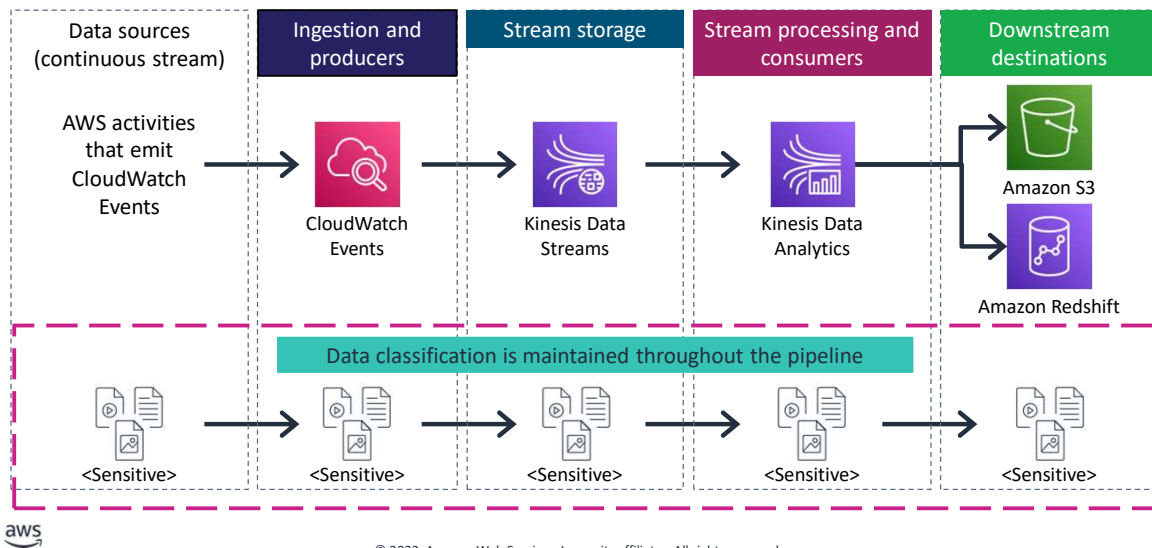 Data sources
(continuous stream)
Ingestion and
producers
Stream storage
Stream processing and
consumers
Downstream
destinations
AWS activities
that emit
CloudWatch
Events
CloudWatch
Events
Kinesis Data
Streams
Kinesis Data
Analytics
Amazon S3
Amazon Redshift
Data classification is maintained throughout the pipeline
<Sensitive>
<Sensitive>
<Sensitive>
<Sensitive>
<Sensitive>
aws